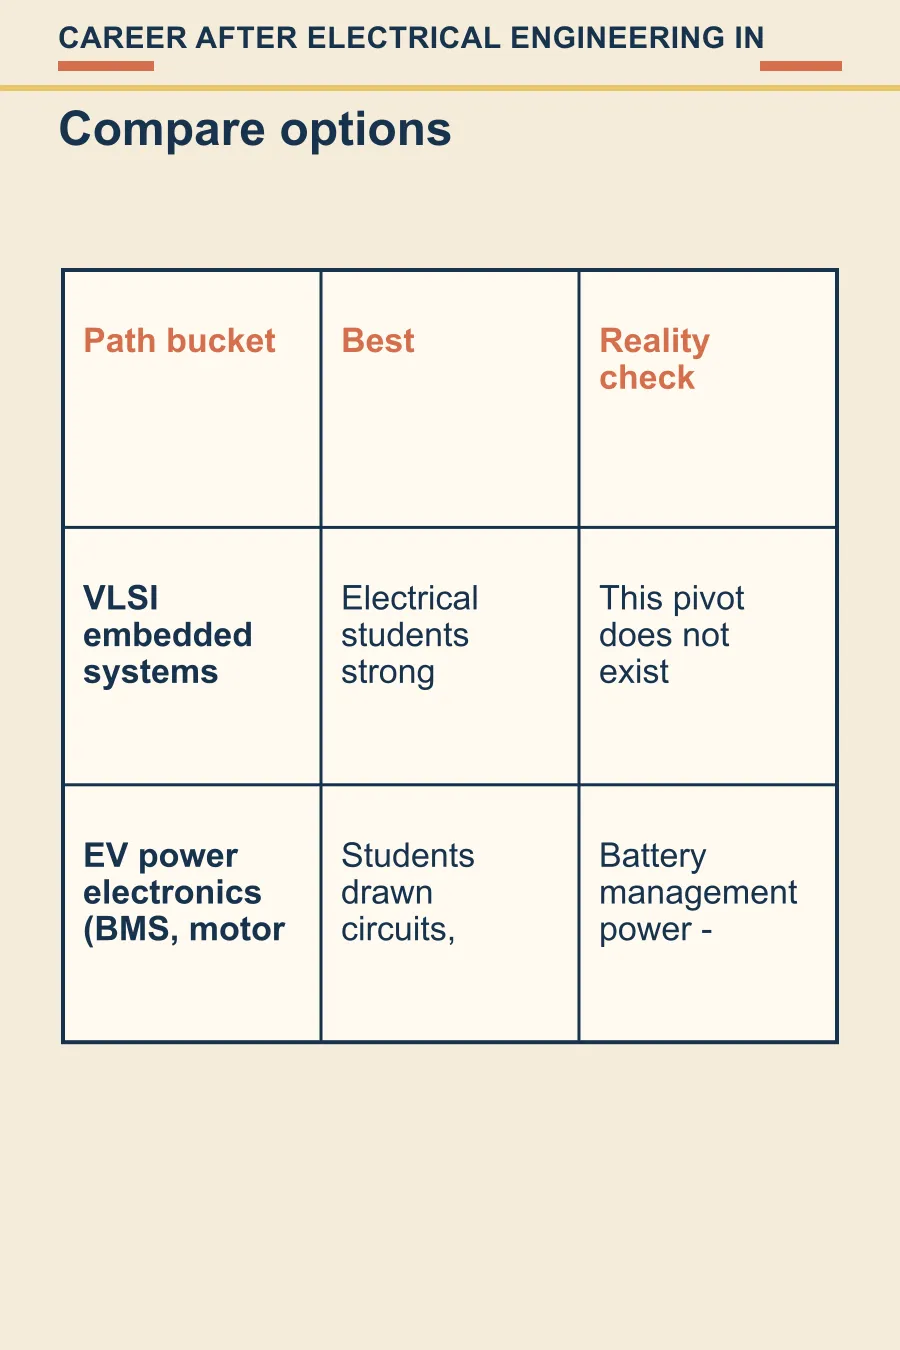 CAREER AFTER ELECTRICAL ENGINEERING IN
Compare options
Path bucket
Best
Reality
check
VLSI
embedded
systems
Electrical
students
strong
This pivot
does not
exist
EV power
electronics
(BMS, motor
Students
drawn
circuits,
Battery
management
power -